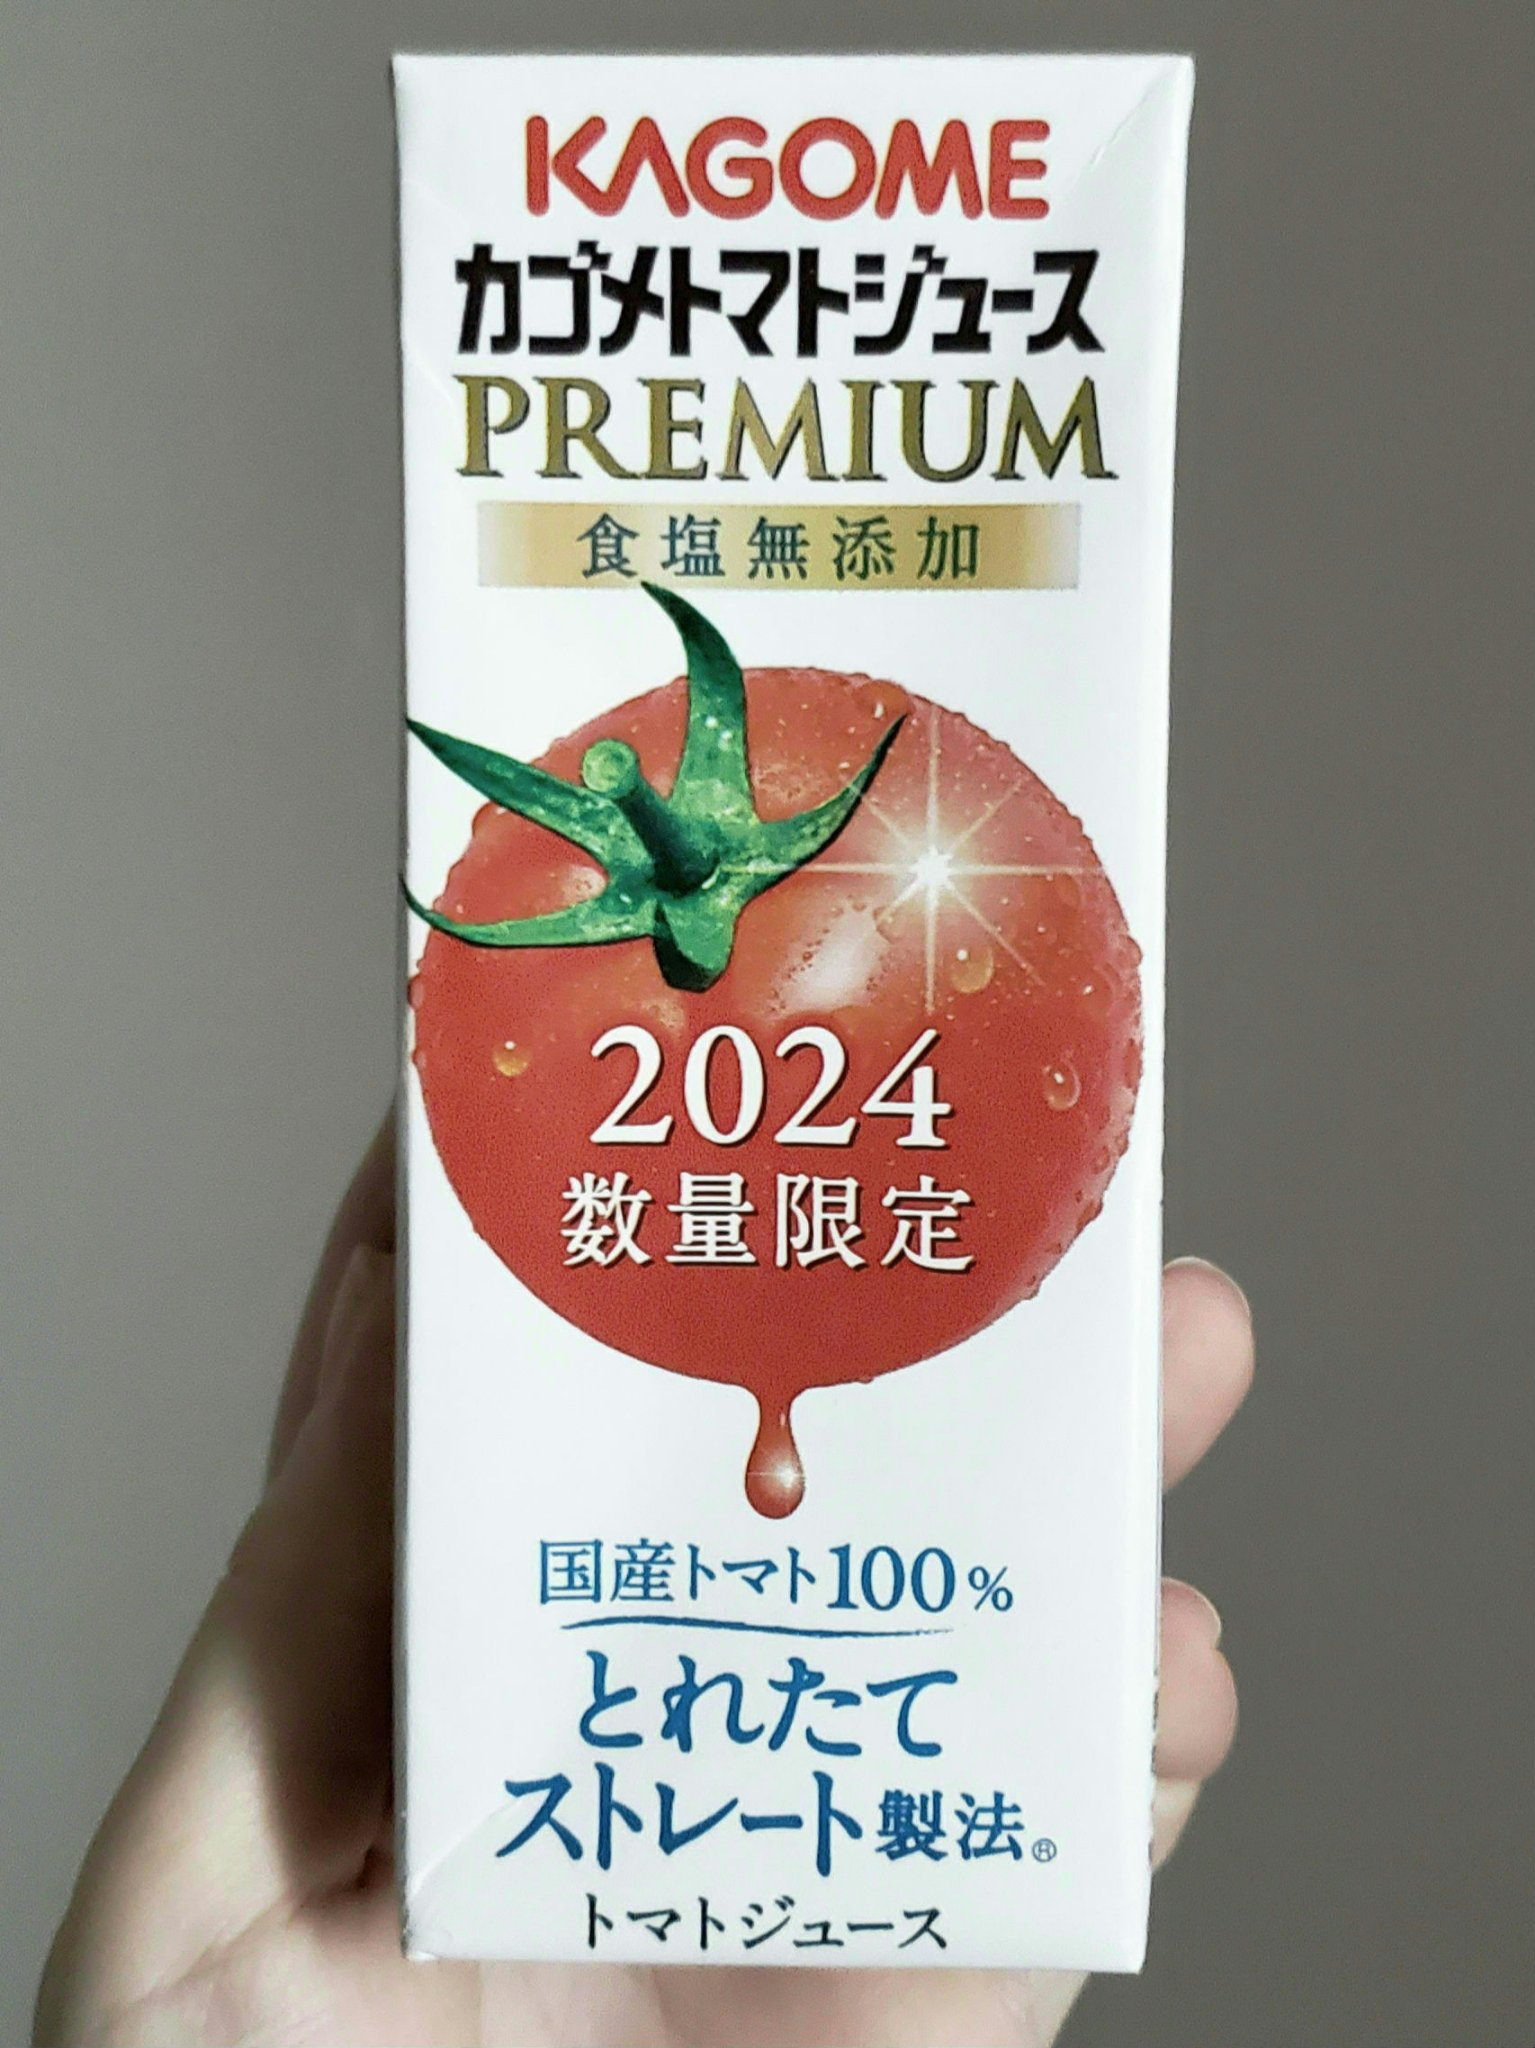 KAGOME
カゴメトマトジュース
PREMIUM
食塩無添加
2024
数量限定
国産トマト100%
とれたて
ストレート製法®
トマトジュース